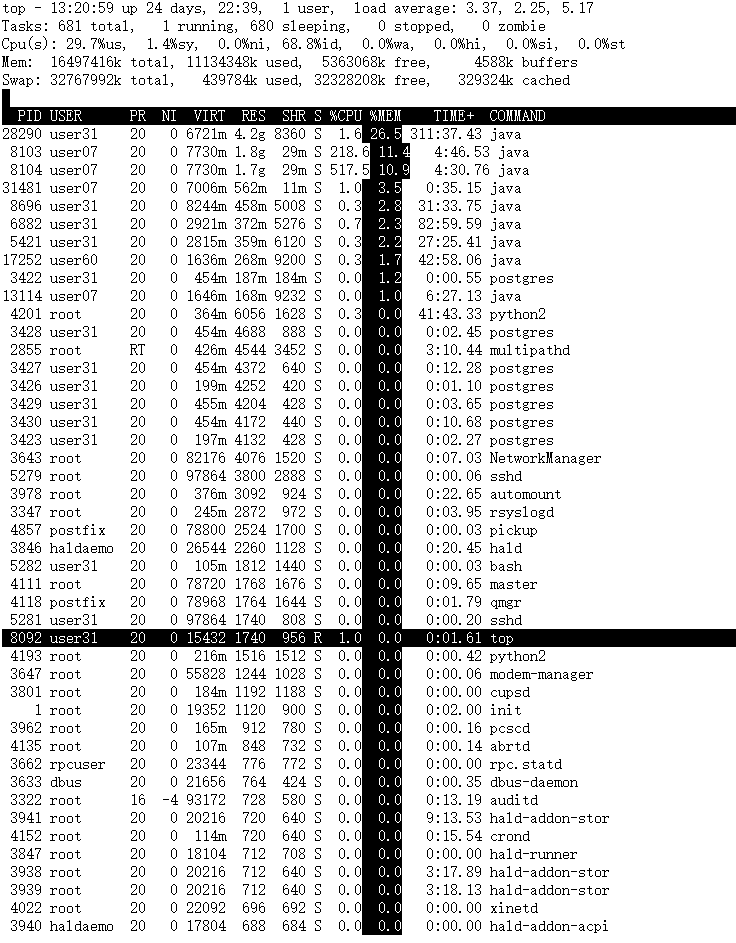 top - 13:20:59 up 24 days, 22:39,  1 user,  load average: 3.37, 2.25, 5.17
Tasks: 681 total,   1 running, 680 sleeping,   0 stopped,   0 zombie
Cpu(s): 29.7%us,  1.4%sy,  0.0%ni, 68.8%id,  0.0%wa,  0.0%hi,  0.0%si,  0.0%st
Mem:  16497416k total, 11134348k used,  5363068k free,     4588k buffers
Swap: 32767992k total,   439784k used, 32328208k free,   329324k cached
PID USER      PR  NI  VIRT  RES  SHR S %CPU %MEM    TIME+  COMMAND
28290 user31    20   0 6721m 4.2g 8360 S  1.6 26.5 311:37.43 java
8103 user07    20   0 7730m 1.8g  29m S 218.6 11.4   4:46.53 java
8104 user07    20   0 7730m 1.7g  29m S 517.5 10.9   4:30.76 java
31481 user07    20   0 7006m 562m  11m S  1.0  3.5   0:35.15 java
8696 user31    20   0 8244m 458m 5008 S  0.3  2.8  31:33.75 java
6882 user31    20   0 2921m 372m 5276 S  0.7  2.3  82:59.59 java
5421 user31    20   0 2815m 359m 6120 S  0.3  2.2  27:25.41 java
17252 user60    20   0 1636m 268m 9200 S  0.3  1.7  42:58.06 java
3422 user31    20   0  454m 187m 184m S  0.0  1.2   0:00.55 postgres
13114 user07    20   0 1646m 168m 9232 S  0.0  1.0   6:27.13 java
4201 root      20   0  364m 6056 1628 S  0.3  0.0  41:43.33 python2
3428 user31    20   0  454m 4688  888 S  0.0  0.0   0:02.45 postgres
2855 root      RT   0  426m 4544 3452 S  0.0  0.0   3:10.44 multipathd
3427 user31    20   0  454m 4372  640 S  0.0  0.0   0:12.28 postgres
3426 user31    20   0  199m 4252  420 S  0.0  0.0   0:01.10 postgres
3429 user31    20   0  455m 4204  428 S  0.0  0.0   0:03.65 postgres
3430 user31    20   0  454m 4172  440 S  0.0  0.0   0:10.68 postgres
3423 user31    20   0  197m 4132  428 S  0.0  0.0   0:02.27 postgres
3643 root      20   0 82176 4076 1520 S  0.0  0.0   0:07.03 NetworkManager
5279 root      20   0 97864 3800 2888 S  0.0  0.0   0:00.06 sshd
3978 root      20   0  376m 3092  924 S  0.0  0.0   0:22.65 automount
3347 root      20   0  245m 2872  972 S  0.0  0.0   0:03.95 rsyslogd
4857 postfix   20   0 78800 2524 1700 S  0.0  0.0   0:00.03 pickup
3846 haldaemo  20   0 26544 2260 1128 S  0.0  0.0   0:20.45 hald
5282 user31    20   0  105m 1812 1440 S  0.0  0.0   0:00.03 bash
4111 root      20   0 78720 1768 1676 S  0.0  0.0   0:09.65 master
4118 postfix   20   0 78968 1764 1644 S  0.0  0.0   0:01.79 qmgr
5281 user31    20   0 97864 1740  808 S  0.0  0.0   0:00.20 sshd
8092 user31    20   0 15432 1740  956 R  1.0  0.0   0:01.61 top
4193 root      20   0  216m 1516 1512 S  0.0  0.0   0:00.42 python2
3647 root      20   0 55828 1244 1028 S  0.0  0.0   0:00.06 modem-manager
3801 root      20   0  184m 1192 1188 S  0.0  0.0   0:00.00 cupsd
1 root      20   0 19352 1120  900 S  0.0  0.0   0:02.00 init
3962 root      20   0  165m  912  780 S  0.0  0.0   0:00.16 pcscd
4135 root      20   0  107m  848  732 S  0.0  0.0   0:00.14 abrtd
3662 rpcuser   20   0 23344  776  772 S  0.0  0.0   0:00.00 rpc.statd
3633 dbus      20   0 21656  764  424 S  0.0  0.0   0:00.35 dbus-daemon
3322 root      16  -4 93172  728  580 S  0.0  0.0   0:13.19 auditd
3941 root      20   0 20216  720  640 S  0.0  0.0   9:13.53 hald-addon-stor
4152 root      20   0  114m  720  640 S  0.0  0.0   0:15.54 crond
3847 root      20   0 18104  712  708 S  0.0  0.0   0:00.00 hald-runner
3938 root      20   0 20216  712  640 S  0.0  0.0   3:17.89 hald-addon-stor
3939 root      20   0 20216  712  640 S  0.0  0.0   3:18.13 hald-addon-stor
4022 root      20   0 22092  696  692 S  0.0  0.0   0:00.00 xinetd
3940 haldaemo  20   0 17804  688  684 S  0.0  0.0   0:00.00 hald-addon-acpi